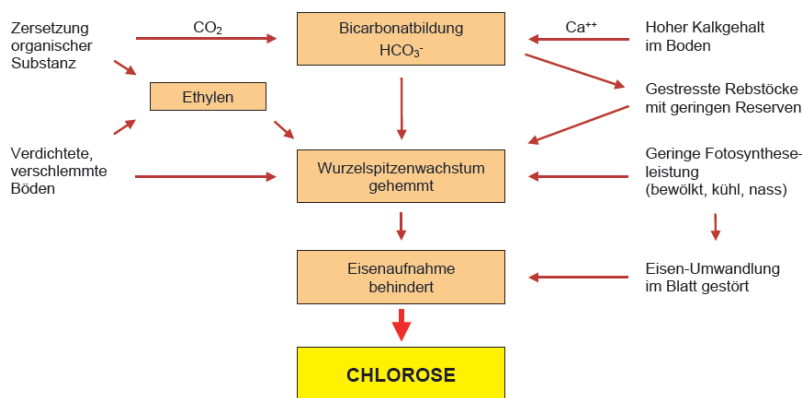 Zersetzung
organischer
Substanz
CO₂
Bicarbonatbildung
HCO₃⁻
Ca⁺⁺
Hoher Kalkgehalt
im Boden
Ethylen
Gestresste Rebstöcke
mit geringen Reserven
Verdichtete,
verschlemmte
Böden
Wurzelspitzenwachstum
gehemmt
Geringe Fotosynthese-
leistung
(bewölkt, kühl, nass)
Eisenaufnahme
behindert
Eisen-Umwandlung
im Blatt gestört
CHLOROSE